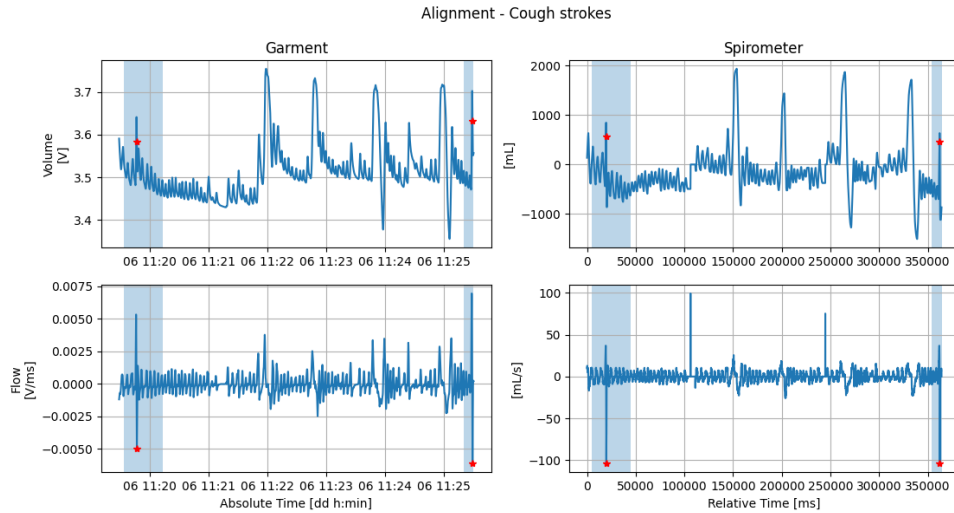 Alignment - Cough strokes
Garment
Spirometer
Volume
[V]
3.7
3.6
3.5
3.4
06 11:20 06 11:21 06 11:22 06 11:23 06 11:24 06 11:25
[mL]
2000
1000
0
−1000
0 50000 100000 150000 200000 250000 300000 350000
Flow
[V/ms]
0.0075
0.0050
0.0025
0.0000
−0.0025
−0.0050
06 11:20 06 11:21 06 11:22 06 11:23 06 11:24 06 11:25
Absolute Time [dd h:min]
[mL/s]
100
50
0
−50
−100
0 50000 100000 150000 200000 250000 300000 350000
Relative Time [ms]